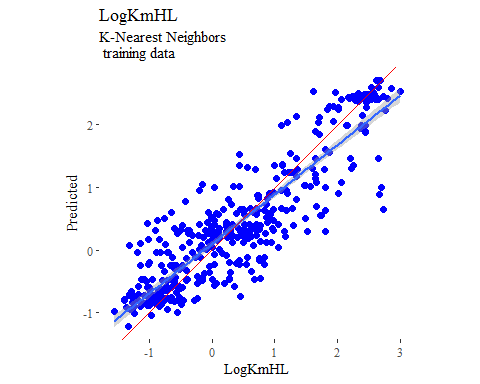 LogKmHL
K-Nearest Neighbors
training data
2
1
0
-1
Predicted
-1
0
1
2
3
LogKmHL